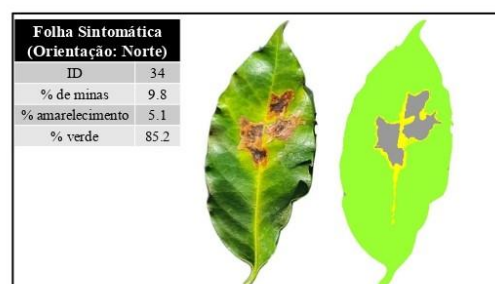 Folha Sintomática
(Orientação: Norte)
ID 34
% de minas 9.8
% amarelecimento 5.1
% verde 85.2